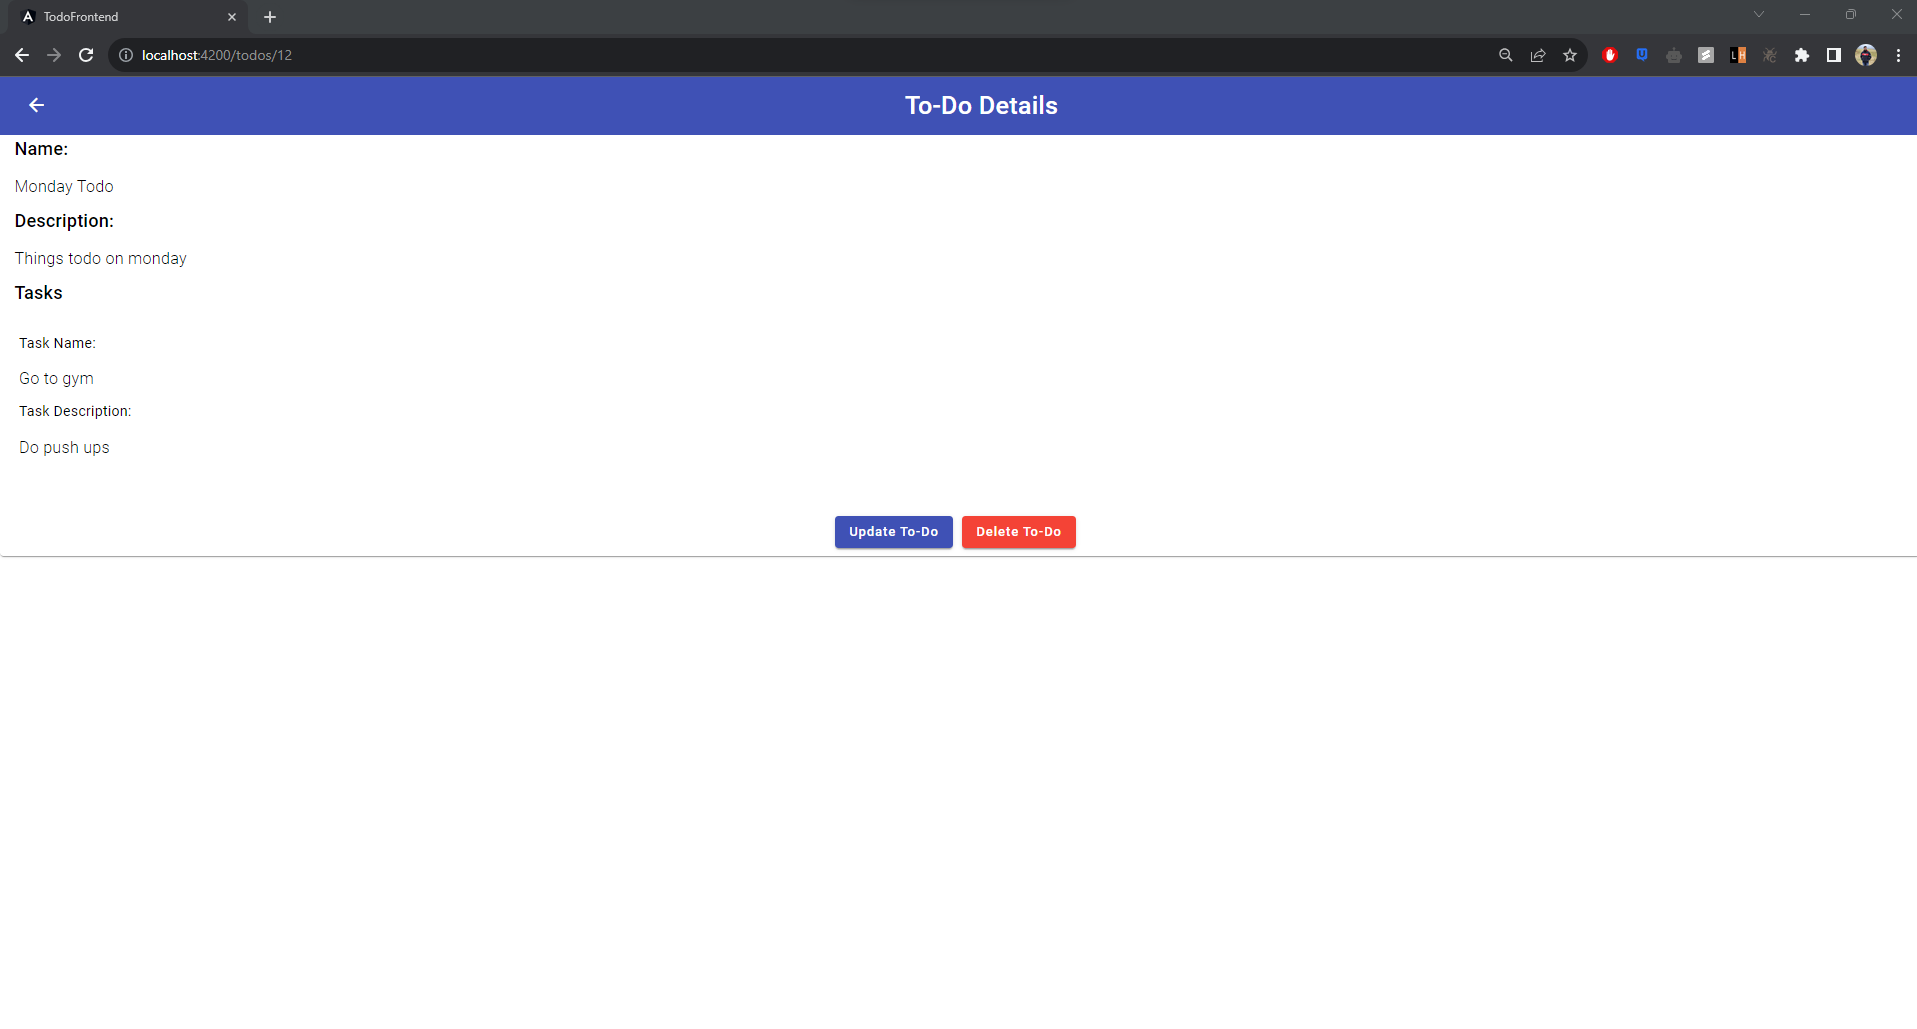 TodoFrontend
localhost:4200/todos/12
To-Do Details
Name:
Monday Todo
Description:
Things todo on monday
Tasks
Task Name:
Go to gym
Task Description:
Do push ups
Update To-Do Delete To-Do